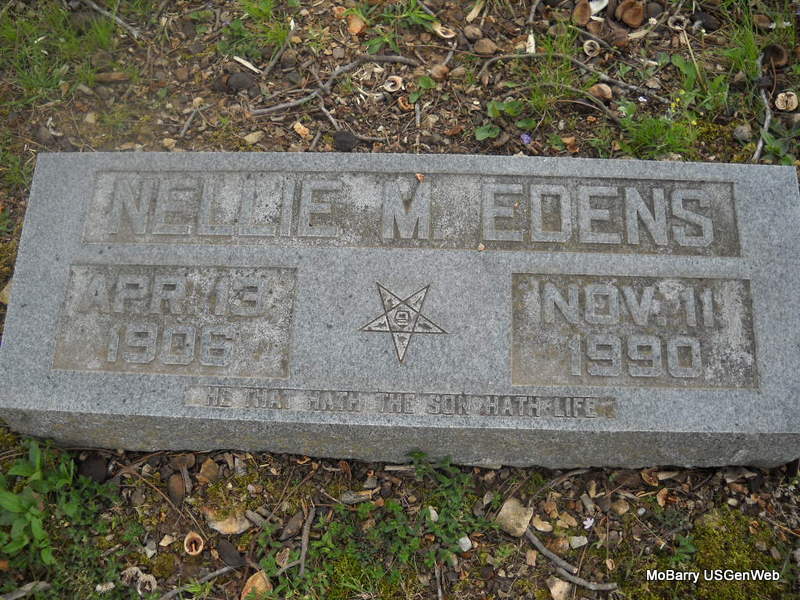 NELLIE M. EDENS
APR. 13
1906
NOV. 11
1990
HE THAT HATH THE SON HATH LIFE
MoBarry USGenWeb